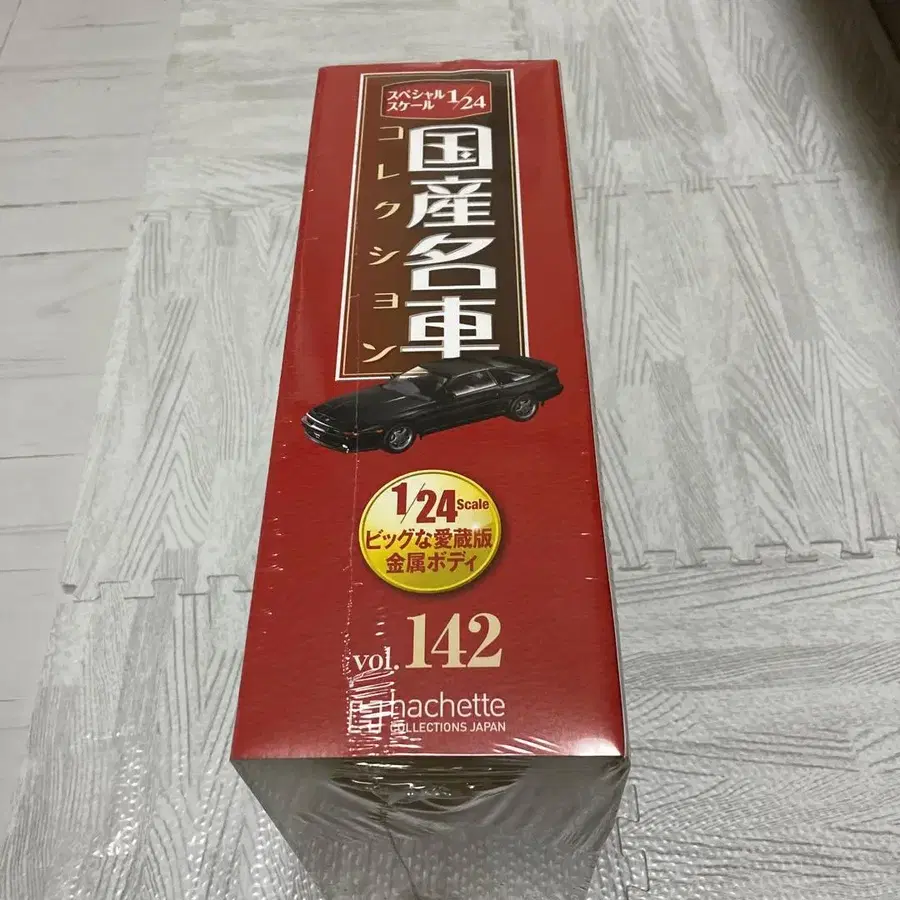 スペシャル
スケール 1/24
国産名車
コレクション
1/24 Scale
ビッグな愛蔵版
金属ボディ
vol.142
hachette
COLLECTIONS JAPAN